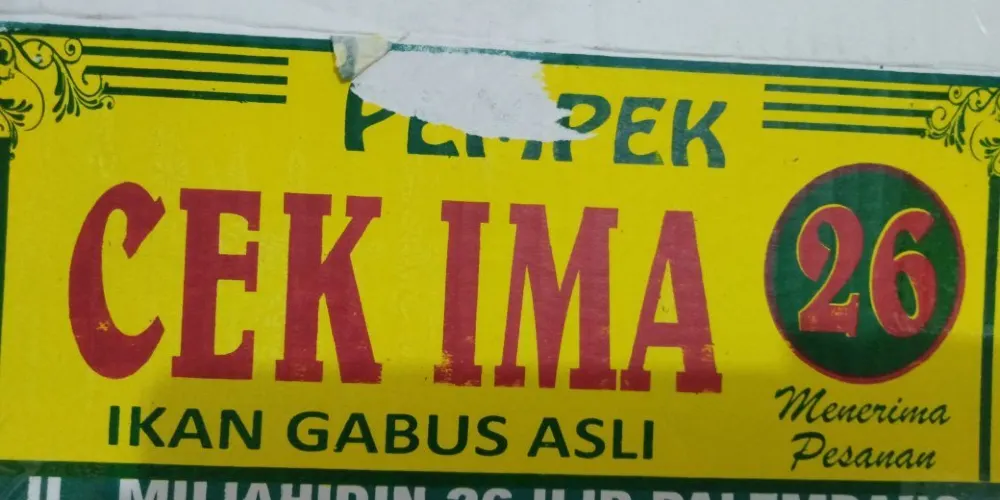 PEMPEK
CEK IMA 26
IKAN GABUS ASLI
Menerima
Pesanan